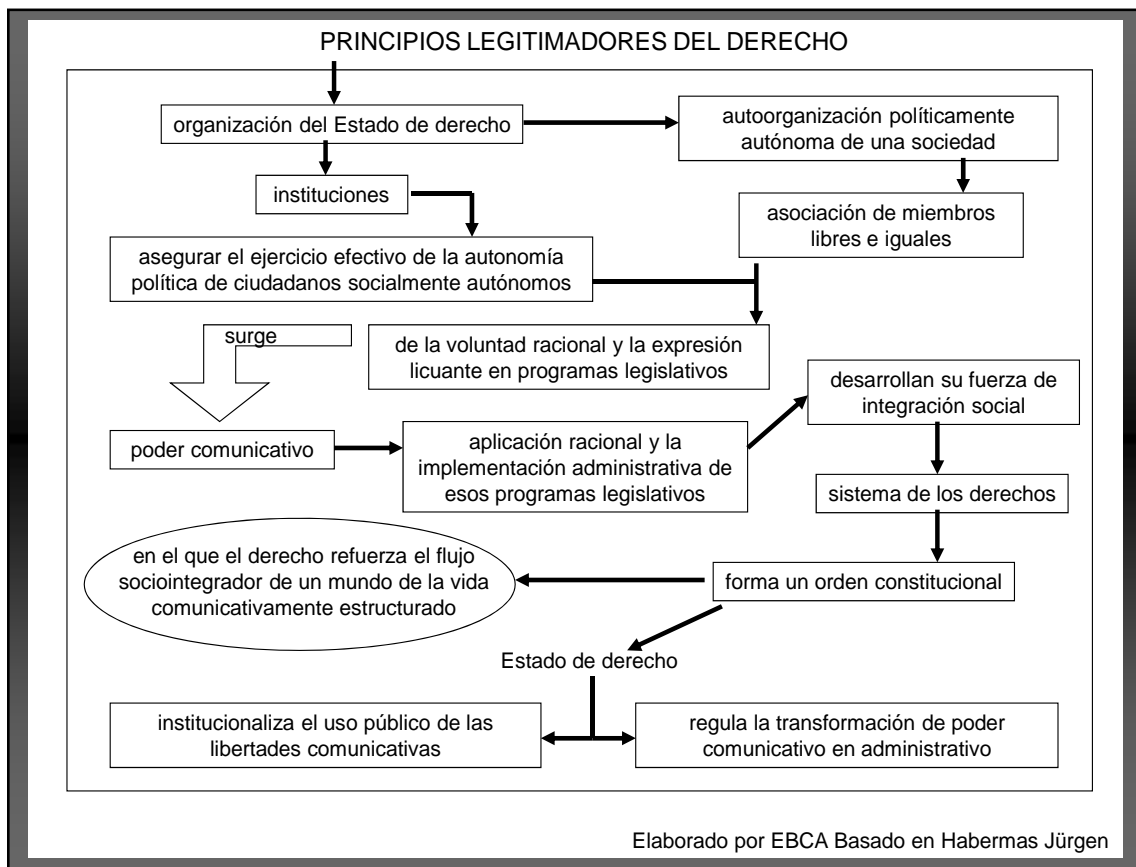 PRINCIPIOS LEGITIMADORES DEL DERECHO
organización del Estado de derecho
autoorganización políticamente
autónoma de una sociedad
instituciones
asociación de miembros
libres e iguales
asegurar el ejercicio efectivo de la autonomía
política de ciudadanos socialmente autónomos
surge
de la voluntad racional y la expresión
licuante en programas legislativos
desarrollan su fuerza de
integración social
poder comunicativo
aplicación racional y la
implementación administrativa de
esos programas legislativos
sistema de los derechos
en el que el derecho refuerza el flujo
sociointegrador de un mundo de la vida
comunicativamente estructurado
forma un orden constitucional
Estado de derecho
institucionaliza el uso público de las
libertades comunicativas
regula la transformación de poder
comunicativo en administrativo
Elaborado por EBCA Basado en Habermas Jürgen